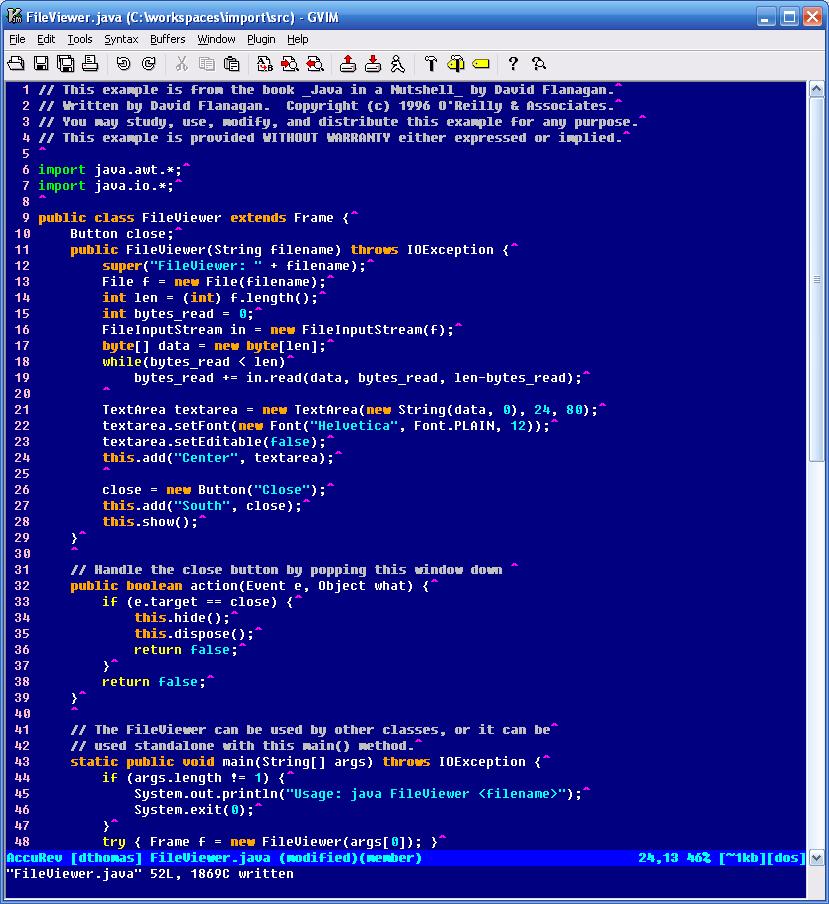 FileViewer.java (C:\workspaces\import\src) - GVIM
File Edit Tools Syntax Buffers Window Plugin Help
1 // This example is from the book _Java in a Nutshell_ by David Flanagan.^
2 // Written by David Flanagan.  Copyright (c) 1996 O'Reilly & Associates.^
3 // You may study, use, modify, and distribute this example for any purpose.^
4 // This example is provided WITHOUT WARRANTY either expressed or implied.^
5 ^
6 import java.awt.*;^
7 import java.io.*;^
8 ^
9 public class FileViewer extends Frame {^
10     Button close;^
11     public FileViewer(String filename) throws IOException {^
12         super("FileViewer: " + filename);^
13         File f = new File(filename);^
14         int len = (int) f.length();^
15         int bytes_read = 0;^
16         FileInputStream in = new FileInputStream(f);^
17         byte[] data = new byte[len];^
18         while(bytes_read < len)^
19             bytes_read += in.read(data, bytes_read, len-bytes_read);^
20         ^
21         TextArea textarea = new TextArea(new String(data, 0), 24, 80);^
22         textarea.setFont(new Font("Helvetica", Font.PLAIN, 12));^
23         textarea.setEditable(false);^
24         this.add("Center", textarea);^
25         ^
26         close = new Button("Close");^
27         this.add("South", close);^
28         this.show();^
29     }^
30     ^
31     // Handle the close button by popping this window down ^
32     public boolean action(Event e, Object what) {^
33         if (e.target == close) {^
34             this.hide();^
35             this.dispose();^
36             return false;^
37         }^
38         return false;^
39     }^
40     ^
41     // The FileViewer can be used by other classes, or it can be^
42     // used standalone with this main() method.^
43     static public void main(String[] args) throws IOException {^
44         if (args.length != 1) {^
45             System.out.println("Usage: java FileViewer <filename>");^
46             System.exit(0);^
47         }^
48         try { Frame f = new FileViewer(args[0]); }^
AccuRev [dthomas] FileViewer.java (modified)(member) 24,13 46% [~1kb][dos]
"FileViewer.java" 52L, 1869C written